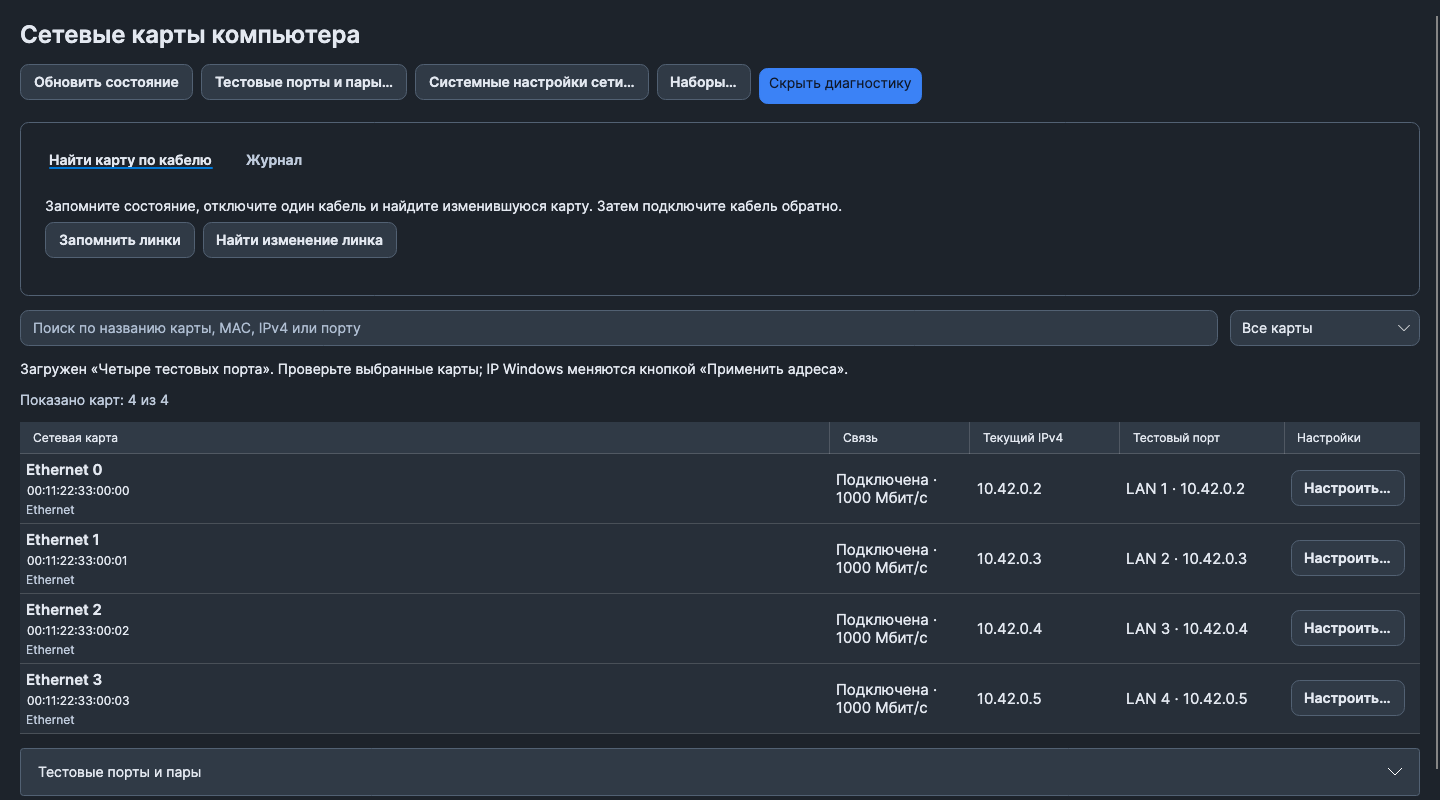 Сетевые карты компьютера
Обновить состояние
Тестовые порты и пары...
Системные настройки сети...
Наборы...
Скрыть диагностику
Найти карту по кабелю
Журнал
Запомните состояние, отключите один кабель и найдите изменившуюся карту. Затем подключите кабель обратно.
Запомнить линки
Найти изменение линка
Поиск по названию карты, MAC, IPv4 или порту
Все карты
Загружен «Четыре тестовых порта». Проверьте выбранные карты; IP Windows меняются кнопкой «Применить адреса».
Показано карт: 4 из 4
Сетевая карта
Связь
Текущий IPv4
Тестовый порт
Настройки
Ethernet 0
00:11:22:33:00:00
Ethernet
Подключена ·
1000 Мбит/с
10.42.0.2
LAN 1 · 10.42.0.2
Настроить...
Ethernet 1
00:11:22:33:00:01
Ethernet
Подключена ·
1000 Мбит/с
10.42.0.3
LAN 2 · 10.42.0.3
Настроить...
Ethernet 2
00:11:22:33:00:02
Ethernet
Подключена ·
1000 Мбит/с
10.42.0.4
LAN 3 · 10.42.0.4
Настроить...
Ethernet 3
00:11:22:33:00:03
Ethernet
Подключена ·
1000 Мбит/с
10.42.0.5
LAN 4 · 10.42.0.5
Настроить...
Тестовые порты и пары